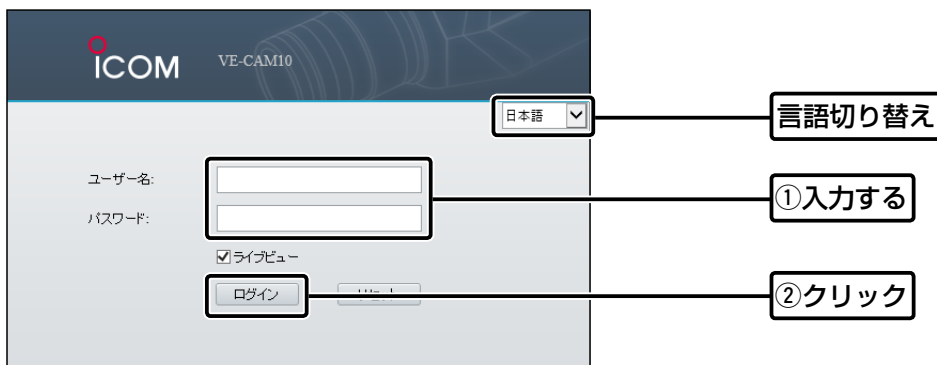 ICOM VE-CAM10
日本語
言語切り替え
ユーザー名:
パスワード:
①入力する
ライブビュー
ログイン
②クリック